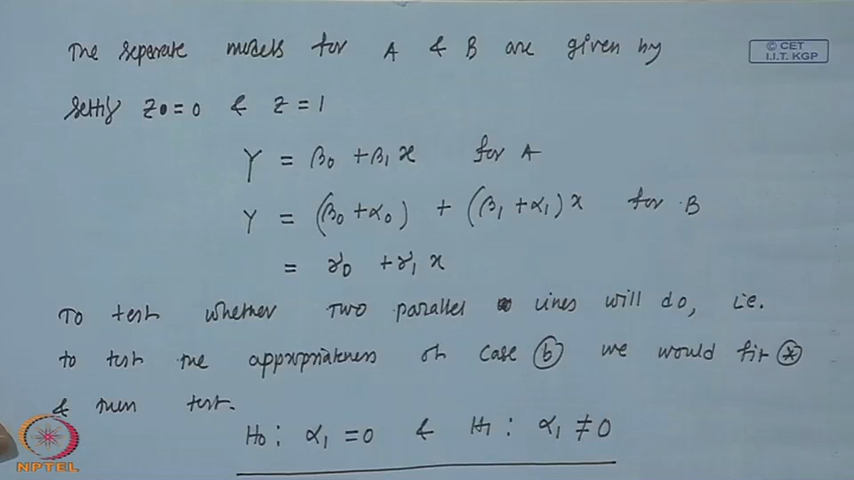 The separate models for A & B are given by
© CET
I.I.T. KGP
Z = 0 & Z = 1
Y = β₀ + β₁ x for A
Y = (β₀ + α₀) + (β₁ + α₁) x for B
= γ₀ + γ₁ x
To test whether two parallel lines will do, i.e.
to test the appropriateness of case ⓑ we would fit ⊛
& then test.
H₀ : α₁ = 0 & H₁ : α₁ ≠ 0
NPTEL